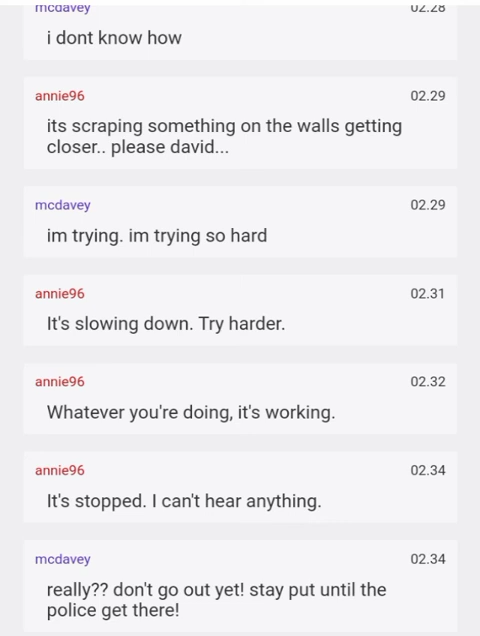 mcdavey 02.28
i dont know how
annie96 02.29
its scraping something on the walls getting
closer.. please david...
mcdavey 02.29
im trying. im trying so hard
annie96 02.31
It's slowing down. Try harder.
annie96 02.32
Whatever you're doing, it's working.
annie96 02.34
It's stopped. I can't hear anything.
mcdavey 02.34
really?? don't go out yet! stay put until the
police get there!